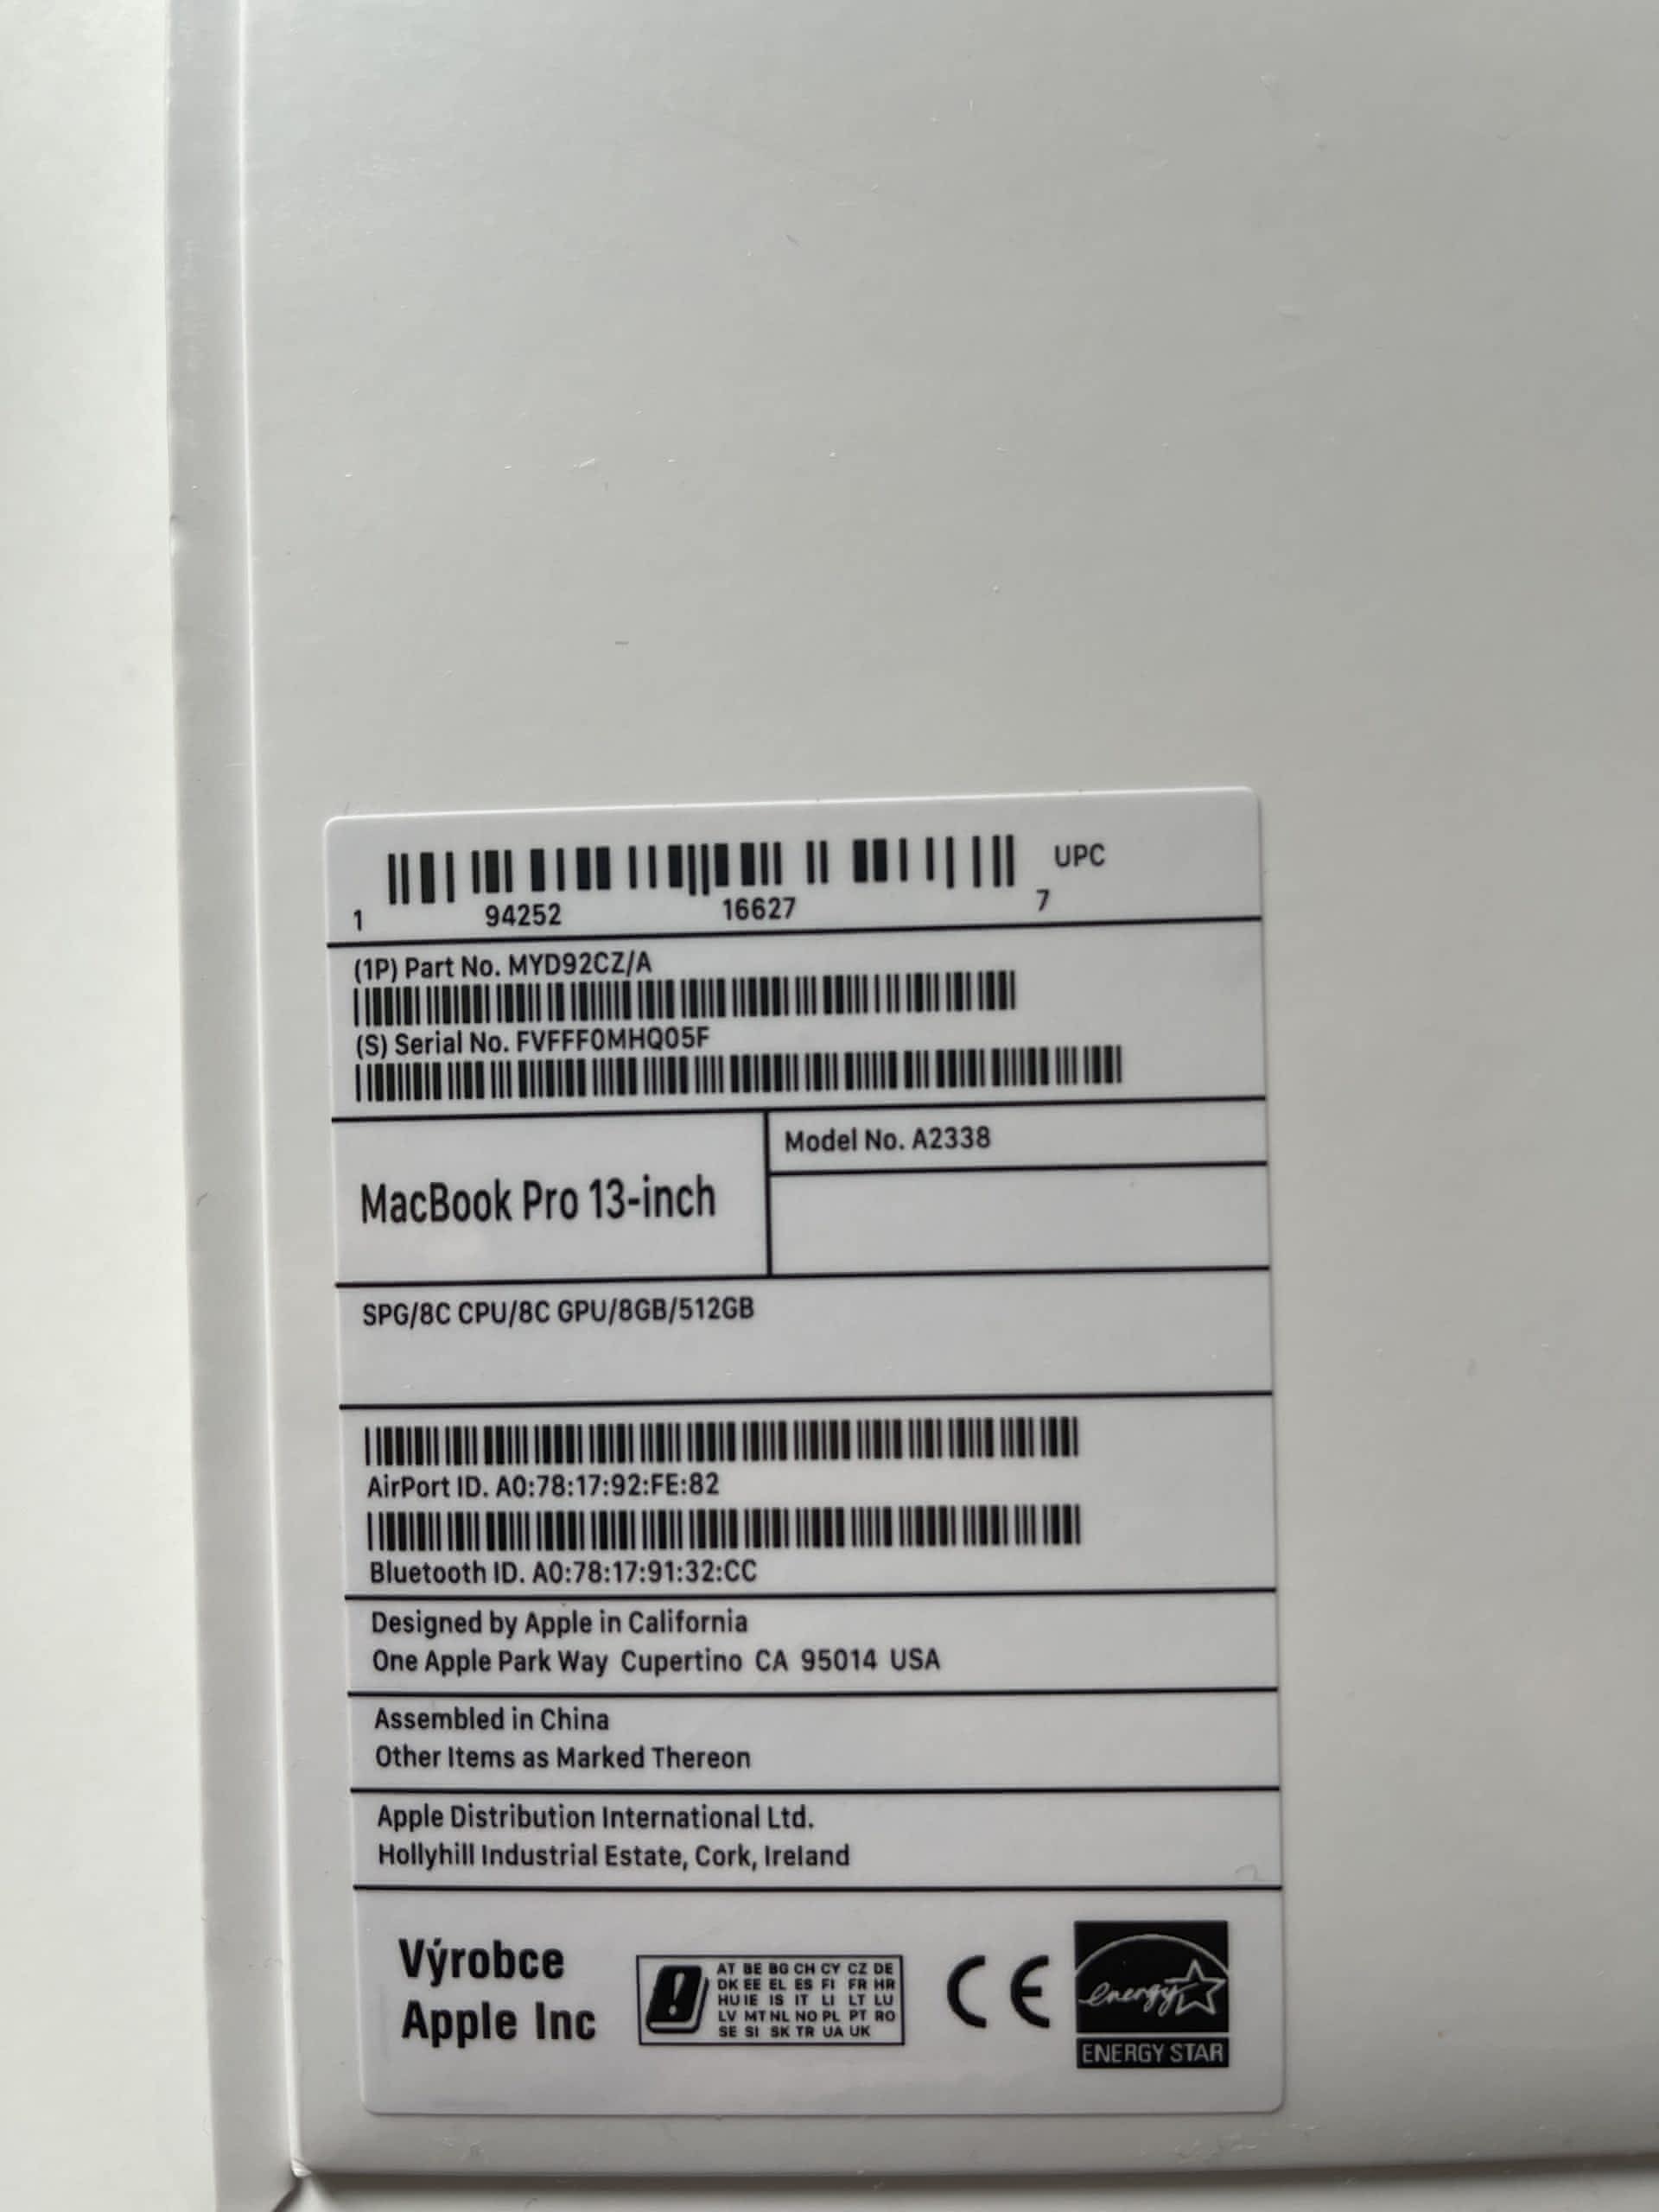 UPC
1 94252 16627 7
(1P) Part No. MYD92CZ/A
(S) Serial No. FVFFF0MHQ05F
MacBook Pro 13-inch
Model No. A2338
SPG/8C CPU/8C GPU/8GB/512GB
AirPort ID. A0:78:17:92:FE:82
Bluetooth ID. A0:78:17:91:32:CC
Designed by Apple in California
One Apple Park Way Cupertino CA 95014 USA
Assembled in China
Other Items as Marked Thereon
Apple Distribution International Ltd.
Hollyhill Industrial Estate, Cork, Ireland
Výrobce
Apple Inc
AT BE BG CH CY CZ DE
DK EE EL ES FI FR HR
HU IE IS IT LI LT LU
LV MT NL NO PL PT RO
SE SI SK TR UA UK
CE
energy
ENERGY STAR